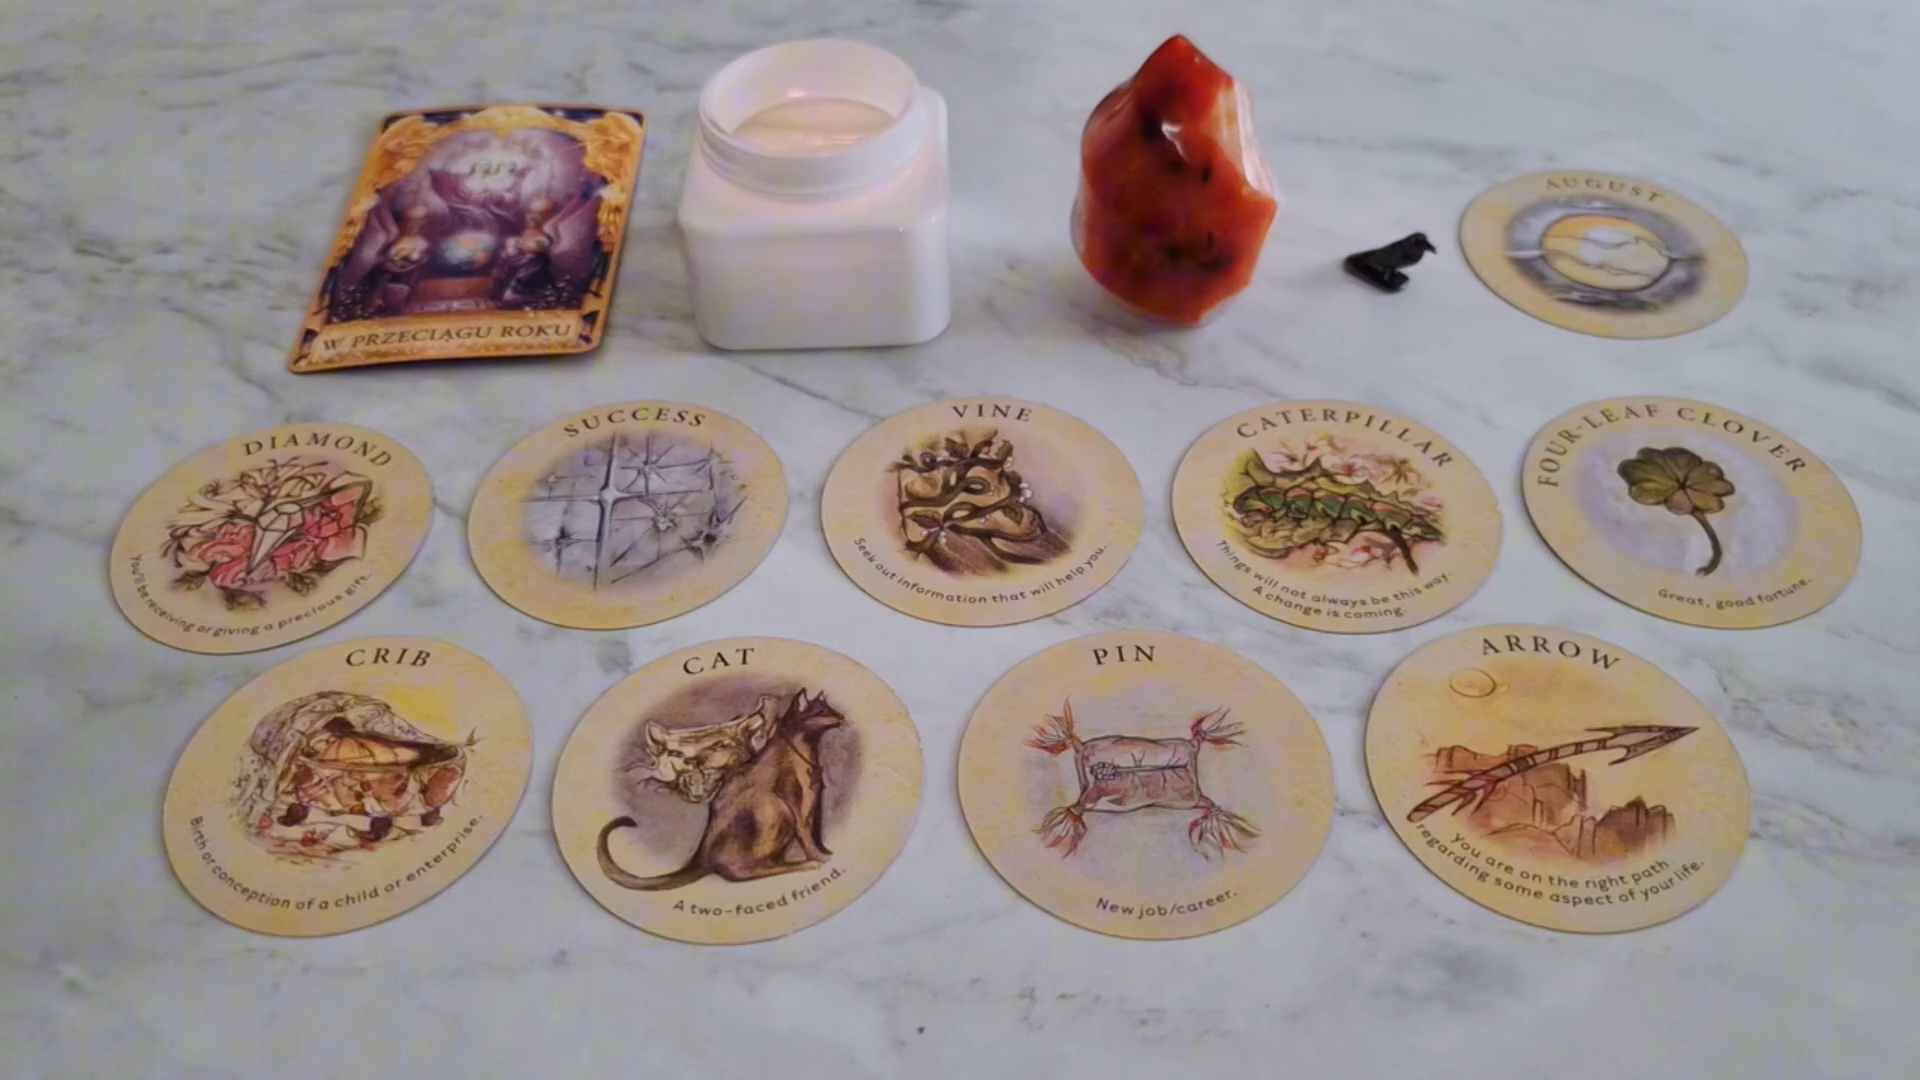 W PRZECIĄGU ROKU
AUGUST
DIAMOND
You'll be receiving or giving a precious gift.
SUCCESS
VINE
Seek out information that will help you.
CATERPILLAR
Things will not always be this way.
A change is coming.
FOUR-LEAF CLOVER
Great, good fortune.
CRIB
Birth or conception of a child or enterprise.
CAT
A two-faced friend.
PIN
New job/career.
ARROW
You are on the right path
regarding some aspect of your life.